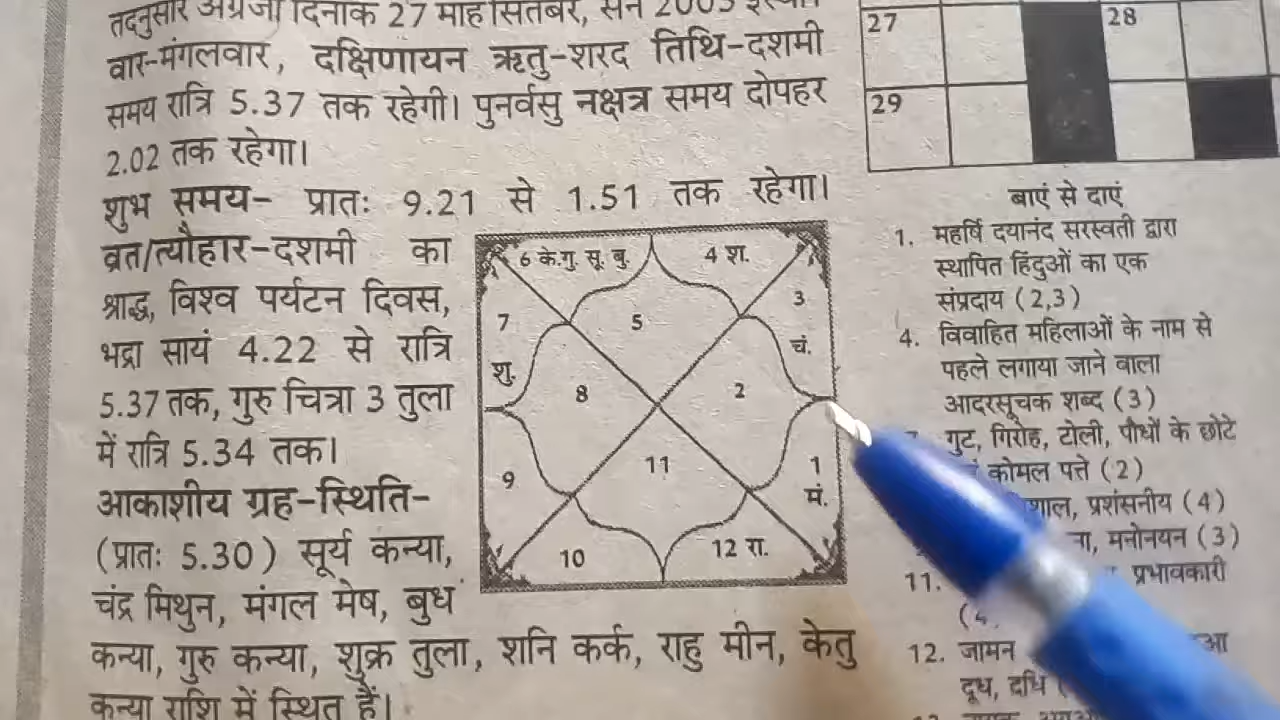 तदनुसार अंग्रेजी दिनांक 27 माह सितंबर, सन 2005
वार-मंगलवार, दक्षिणायन ऋतु-शरद तिथि-दशमी
समय रात्रि 5.37 तक रहेगी। पुनर्वसु नक्षत्र समय दोपहर
2.02 तक रहेगा।
शुभ समय- प्रातः 9.21 से 1.51 तक रहेगा।
व्रत/त्यौहार-दशमी का
श्राद्ध, विश्व पर्यटन दिवस,
भद्रा सायं 4.22 से रात्रि
5.37 तक, गुरु चित्रा 3 तुला
में रात्रि 5.34 तक।
आकाशीय ग्रह-स्थिति-
(प्रातः 5.30) सूर्य कन्या,
चंद्र मिथुन, मंगल मेष, बुध
कन्या, गुरु कन्या, शुक्र तुला, शनि कर्क, राहु मीन, केतु
कन्या राशि में स्थित हैं।
6 के.गु. सू. बु.
4 श.
7
5
3
शु.
चं.
8
2
9
11
1
मं.
10
12 रा.
27
28
29
बाएं से दाएं
1. महर्षि दयानंद सरस्वती द्वारा
स्थापित हिंदुओं का एक
संप्रदाय (2,3)
4. विवाहित महिलाओं के नाम से
पहले लगाया जाने वाला
आदरसूचक शब्द (3)
गुट, गिरोह, टोली, पौधों के छोटे
कोमल पत्ते (2)
प्रशंसनीय (4)
मनोनयन (3)
11. प्रभावकारी
12. जामन
दूध, दधि